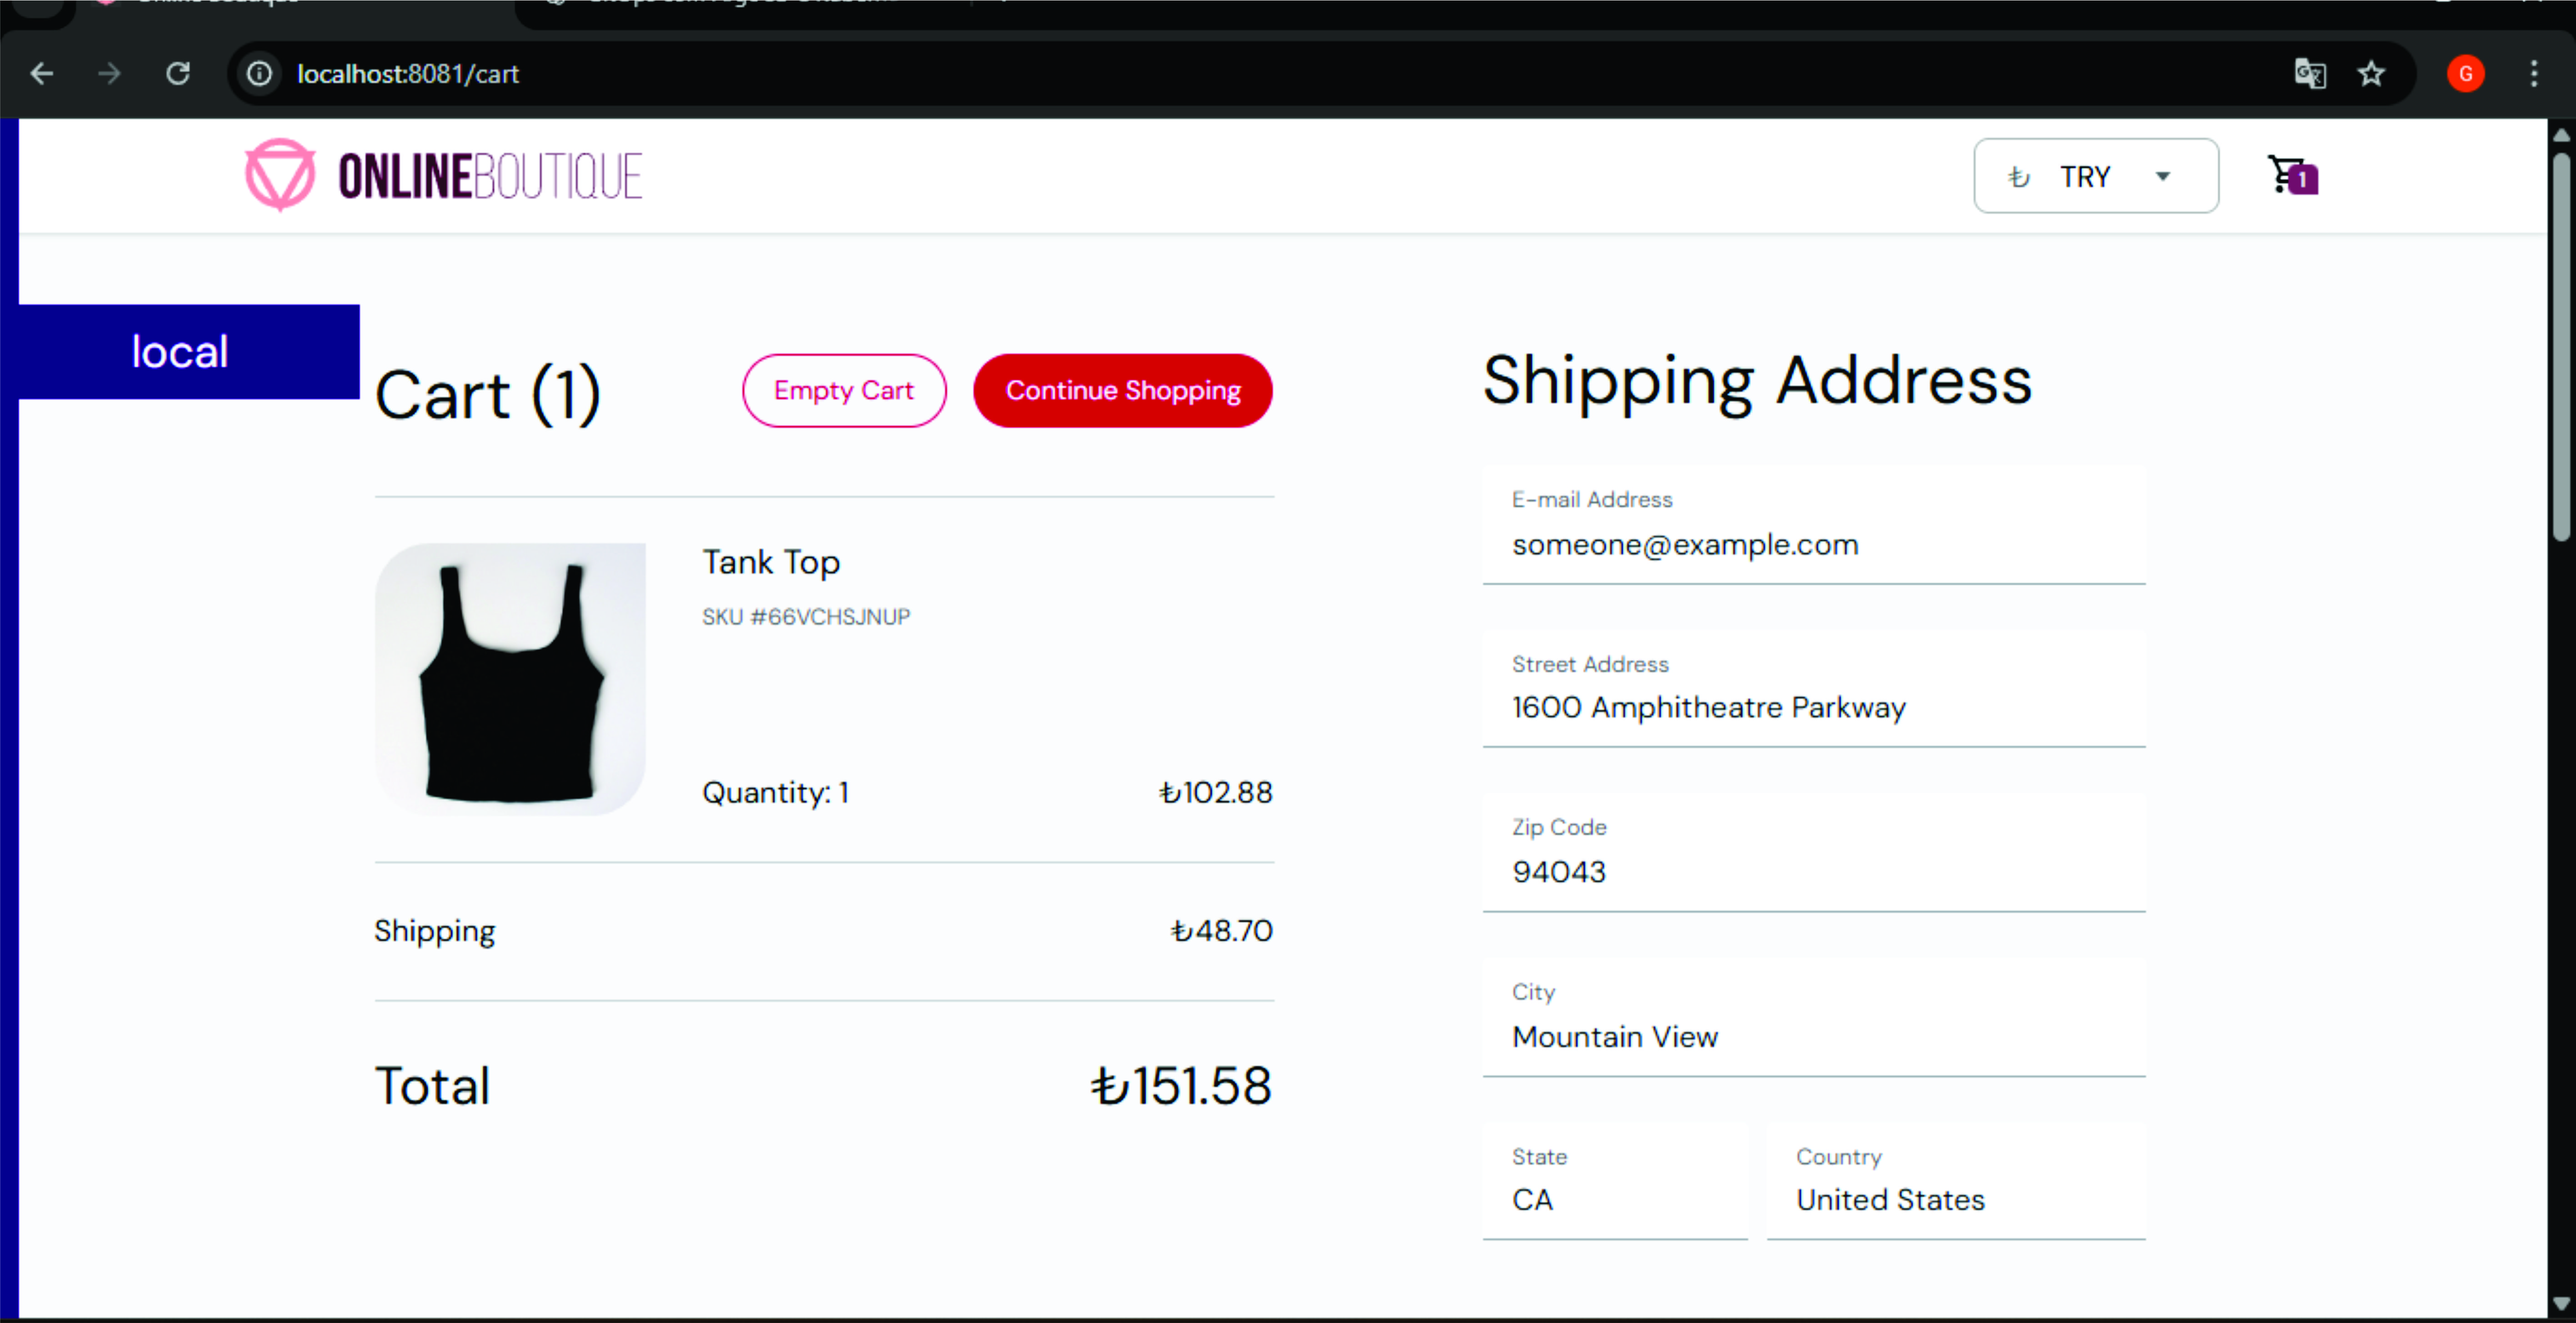 localhost:8081/cart
G
ONLINEBOUTIQUE
₺ TRY
1
local
Cart (1)
Empty Cart
Continue Shopping
Tank Top
SKU #66VCHSJNUP
Quantity: 1
₺102.88
Shipping
₺48.70
Total
₺151.58
Shipping Address
E-mail Address
someone@example.com
Street Address
1600 Amphitheatre Parkway
Zip Code
94043
City
Mountain View
State
CA
Country
United States